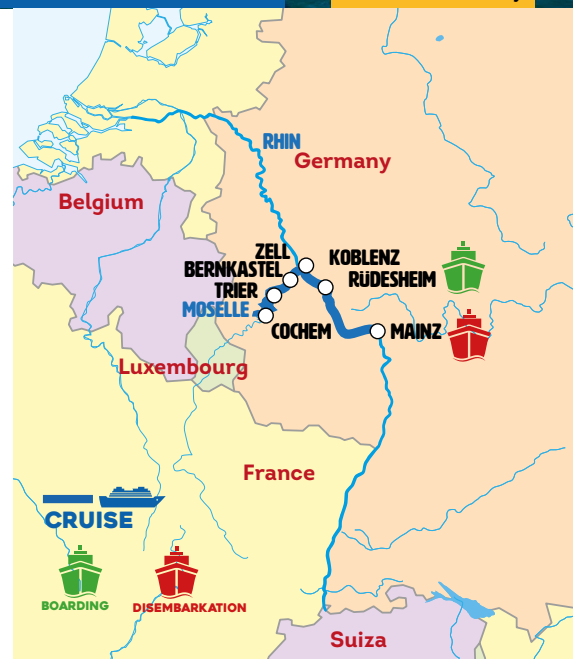 RHIN
Germany
Belgium
ZELL
KOBLENZ
BERNKASTEL
RÜDESHEIM
TRIER
MOSELLE
COCHEM
MAINZ
Luxembourg
France
CRUISE
BOARDING
DISEMBARKATION
Suiza